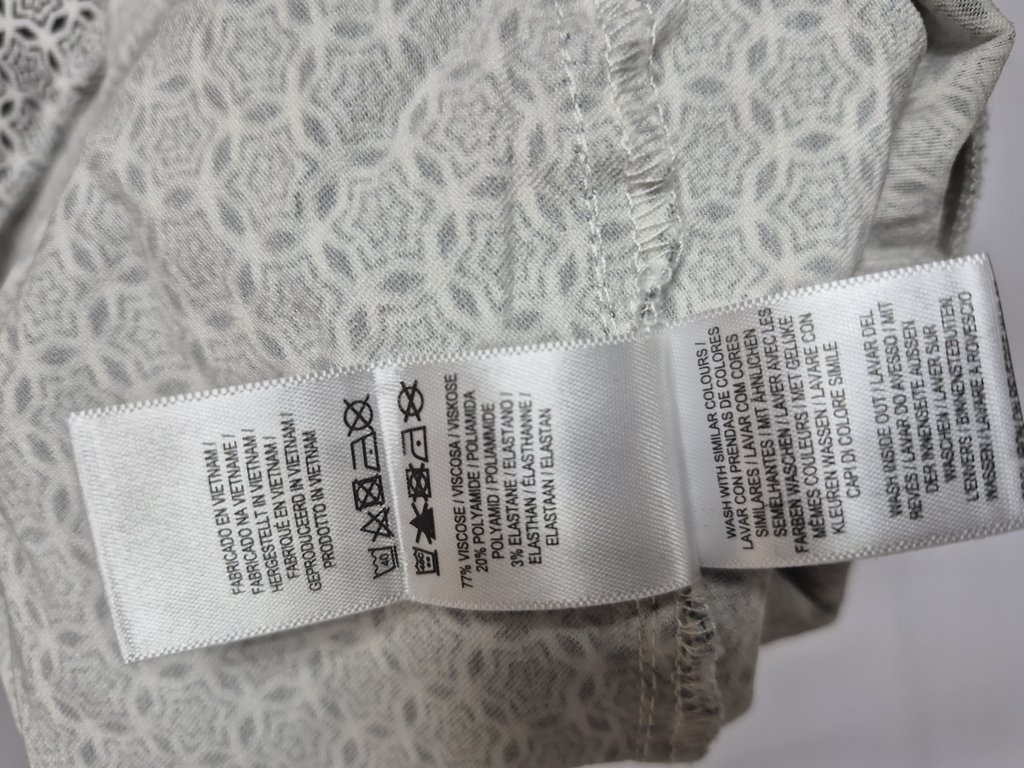 FABRICADO EN VIETNAM /
FABRICADO NA VIETNAME /
HERGESTELLT IN VIETNAM /
FABRIQUÉ EN VIETNAM /
GEPRODUCEERD IN VIETNAM /
PRODOTTO IN VIETNAM
40
77% VISCOSE / VISCOSA / VISKOSE
20% POLYAMIDE / POLIAMIDA
POLYAMID / POLIAMMIDE
3% ELASTANE / ELASTANO /
ELASTHAN / ÉLASTHANNE /
ELASTAAN / ELASTAN
WASH WITH SIMILAR COLOURS /
LAVAR CON PRENDAS DE COLORES
SIMILARES / LAVAR COM CORES
SEMELHANTES / MIT ÄHNLICHEN
FARBEN WASCHEN / LAVER AVEC LES
MÊMES COULEURS / MET GELIJKE
KLEUREN WASSEN / LAVARE CON
CAPI DI COLORE SIMILE
WASH INSIDE OUT / LAVAR DEL
REVÉS / LAVAR DO AVESSO / MIT
DER INNENSEITE AUSSEN
WASCHEN / LAVER SUR
L'ENVERS / BINNENSTEBUITEN
WASSEN / LAVARE A ROVESCIO